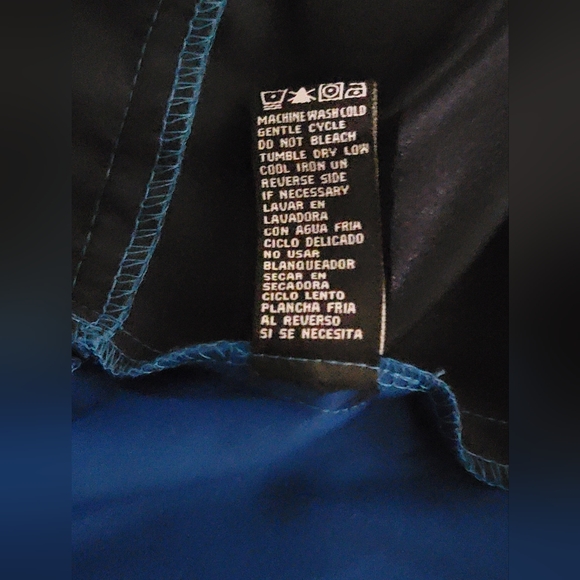 MACHINE WASH COLD
GENTLE CYCLE
DO NOT BLEACH
TUMBLE DRY LOW
COOL IRON ON
REVERSE SIDE
IF NECESSARY
LAVAR EN
LAVADORA
CON AGUA FRIA
CICLO DELICADO
NO USAR
BLANQUEADOR
SECAR EN
SECADORA
CICLO LENTO
PLANCHA FRIA
AL REVERSO
SI SE NECESITA